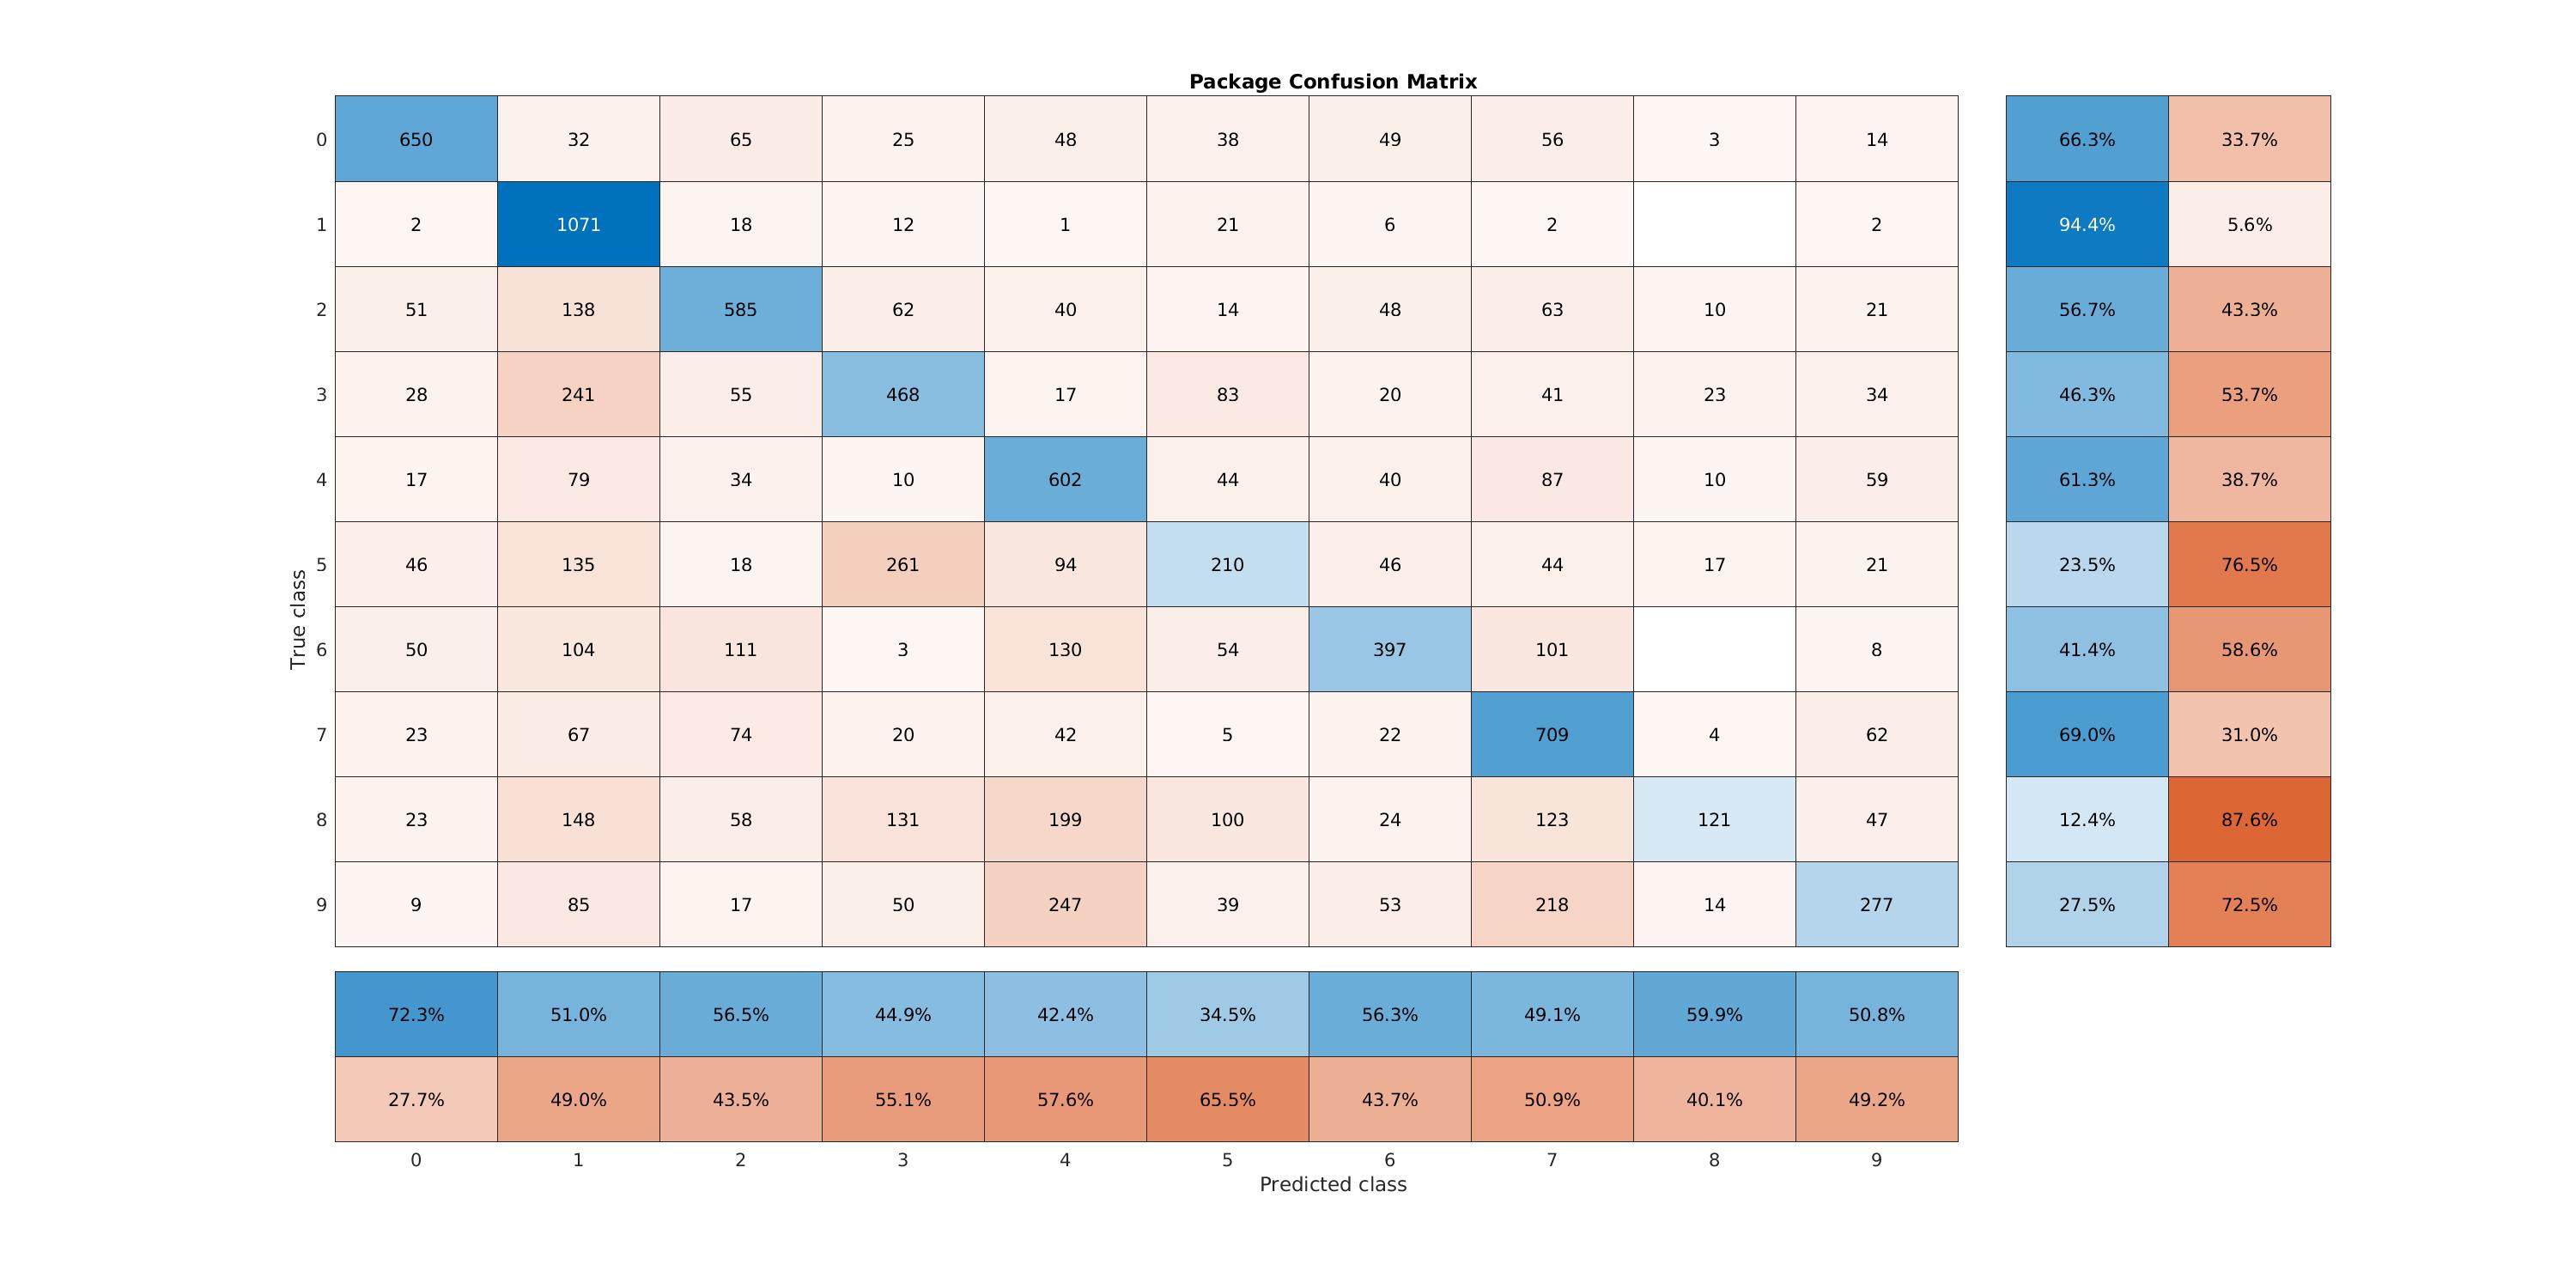 Package Confusion Matrix
0 650 32 65 25 48 38 49 56 3 14 66.3% 33.7%
1 2 1071 18 12 1 21 6 2 2 94.4% 5.6%
2 51 138 585 62 40 14 48 63 10 21 56.7% 43.3%
3 28 241 55 468 17 83 20 41 23 34 46.3% 53.7%
4 17 79 34 10 602 44 40 87 10 59 61.3% 38.7%
5 46 135 18 261 94 210 46 44 17 21 23.5% 76.5%
True class
6 50 104 111 3 130 54 397 101 8 41.4% 58.6%
7 23 67 74 20 42 5 22 709 4 62 69.0% 31.0%
8 23 148 58 131 199 100 24 123 121 47 12.4% 87.6%
9 9 85 17 50 247 39 53 218 14 277 27.5% 72.5%
72.3% 51.0% 56.5% 44.9% 42.4% 34.5% 56.3% 49.1% 59.9% 50.8%
27.7% 49.0% 43.5% 55.1% 57.6% 65.5% 43.7% 50.9% 40.1% 49.2%
0 1 2 3 4 5 6 7 8 9
Predicted class